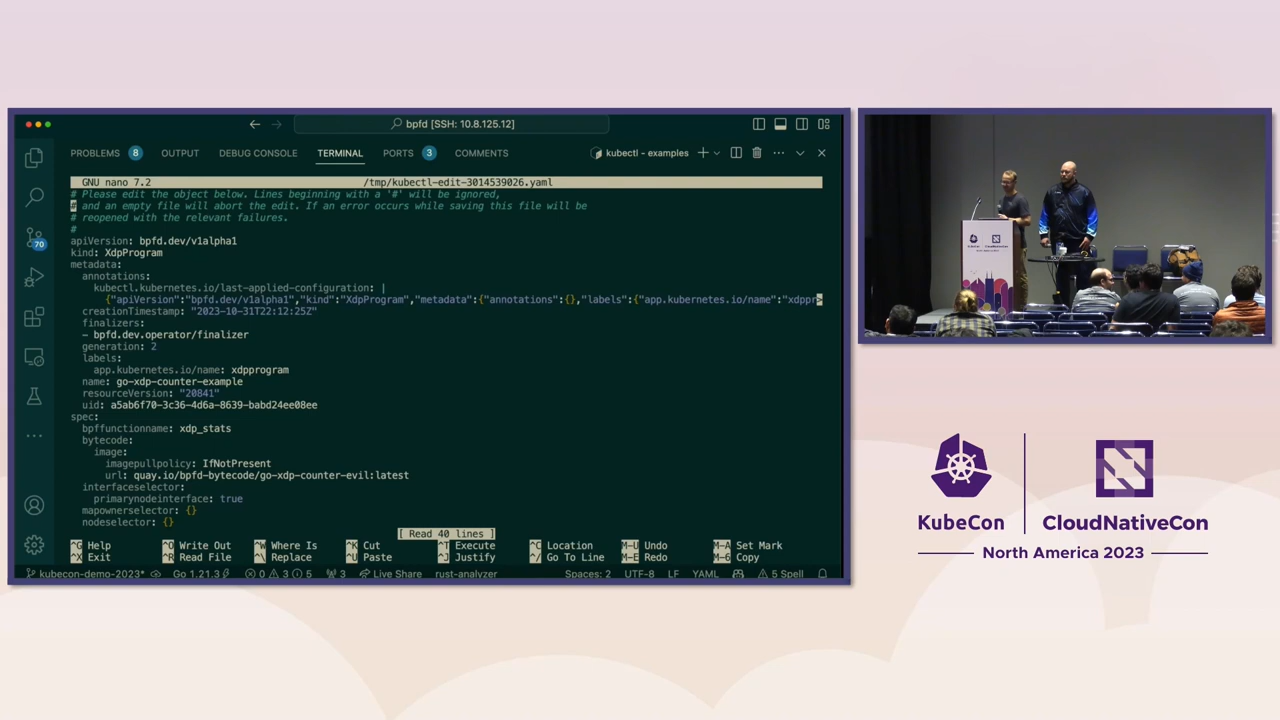 bpfd [SSH: 10.8.125.12]
PROBLEMS 8 OUTPUT DEBUG CONSOLE TERMINAL PORTS 3 COMMENTS kubectl - examples
GNU nano 7.2 /tmp/kubectl-edit-3014539026.yaml
# Please edit the object below. Lines beginning with a '#' will be ignored,
# and an empty file will abort the edit. If an error occurs while saving this file will be
# reopened with the relevant failures.
#
apiVersion: bpfd.dev/v1alpha1
kind: XdpProgram
metadata:
annotations:
kubectl.kubernetes.io/last-applied-configuration: |
{"apiVersion":"bpfd.dev/v1alpha1","kind":"XdpProgram","metadata":{"annotations":{},"labels":{"app.kubernetes.io/name":"xdppr>
creationTimestamp: "2023-10-31T22:12:25Z"
finalizers:
- bpfd.dev.operator/finalizer
generation: 2
labels:
app.kubernetes.io/name: xdpprogram
name: go-xdp-counter-example
resourceVersion: "20841"
uid: a5ab6f70-3c36-4d6a-8639-babd24ee08ee
spec:
bpffunctionname: xdp_stats
bytecode:
image:
imagepullpolicy: IfNotPresent
url: quay.io/bpfd-bytecode/go-xdp-counter-evil:latest
interfaceselector:
primarynodeinterface: true
mapownerselector: {}
nodeselector: {}
[ Read 40 lines ]
^G Help ^O Write Out ^W Where Is ^K Cut ^T Execute ^C Location M-U Undo M-A Set Mark
^X Exit ^R Read File ^\ Replace ^U Paste ^J Justify ^/ Go To Line M-E Redo M-6 Copy
70
kubecon-demo-2023* Go 1.21.3 0 3 5 3 Live Share rust-analyzer Spaces: 2 UTF-8 LF YAML 5 Spell
KubeCon CloudNativeCon
North America 2023